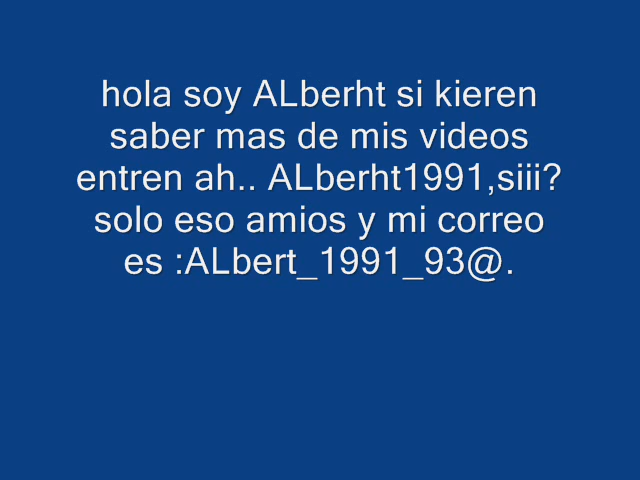 hola soy ALberht si kieren
saber mas de mis videos
entren ah.. ALberht1991,siii?
solo eso amios y mi correo
es :ALbert_1991_93@.